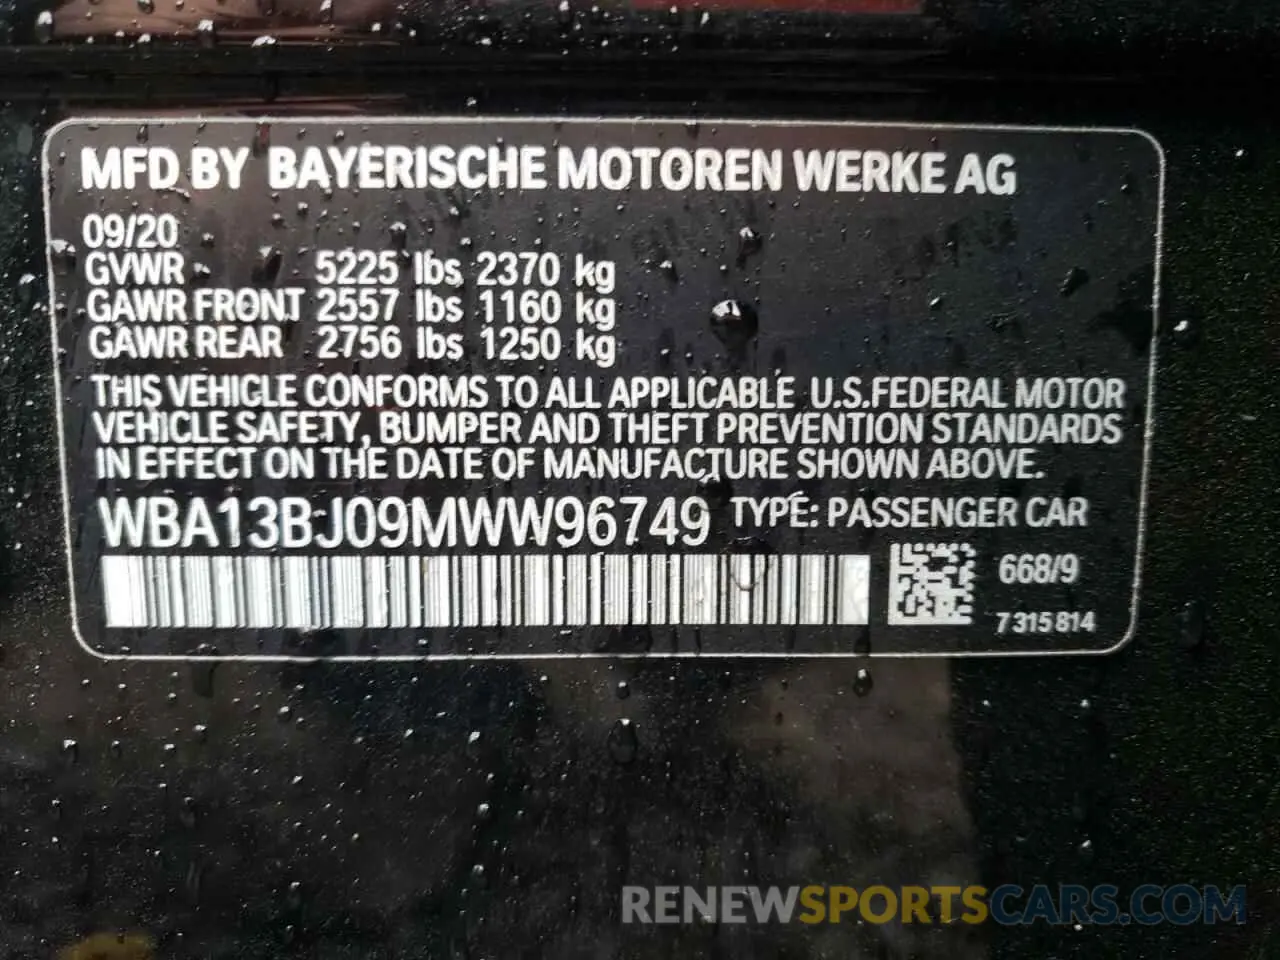 MFD BY BAYERISCHE MOTOREN WERKE AG
09/20
GVWR 5225 lbs 2370 kg
GAWR FRONT 2557 lbs 1160 kg
GAWR REAR 2756 lbs 1250 kg
THIS VEHICLE CONFORMS TO ALL APPLICABLE U.S.FEDERAL MOTOR
VEHICLE SAFETY, BUMPER AND THEFT PREVENTION STANDARDS
IN EFFECT ON THE DATE OF MANUFACTURE SHOWN ABOVE.
WBA13BJ09MWW96749 TYPE: PASSENGER CAR
668/9
7315814
RENEWSPORTSCARS.COM